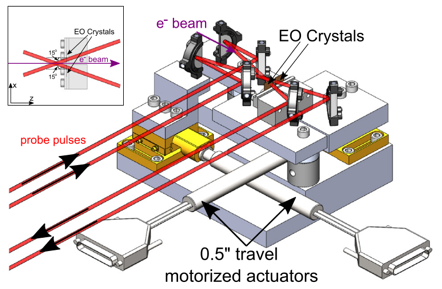 e⁻ beam
EO Crystals
15°
15°
EO Crystals
e⁻ beam
x
z
probe pulses
0.5" travel
motorized actuators